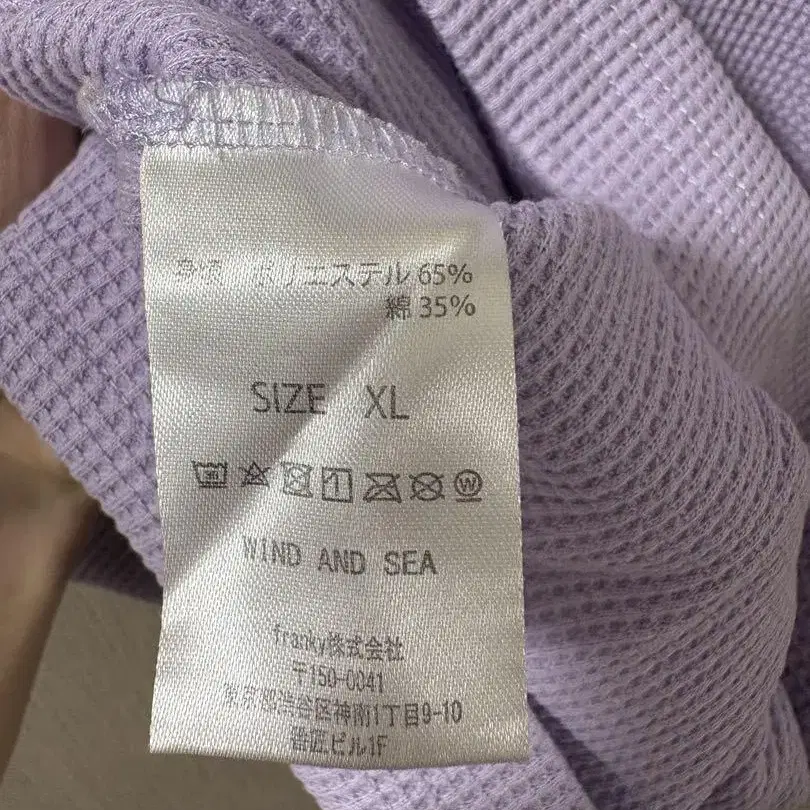 身頃 ポリエステル 65%
綿 35%
SIZE XL
WIND AND SEA
franky株式会社
〒150-0041
東京都渋谷区神南1丁目9-10
ビル1F